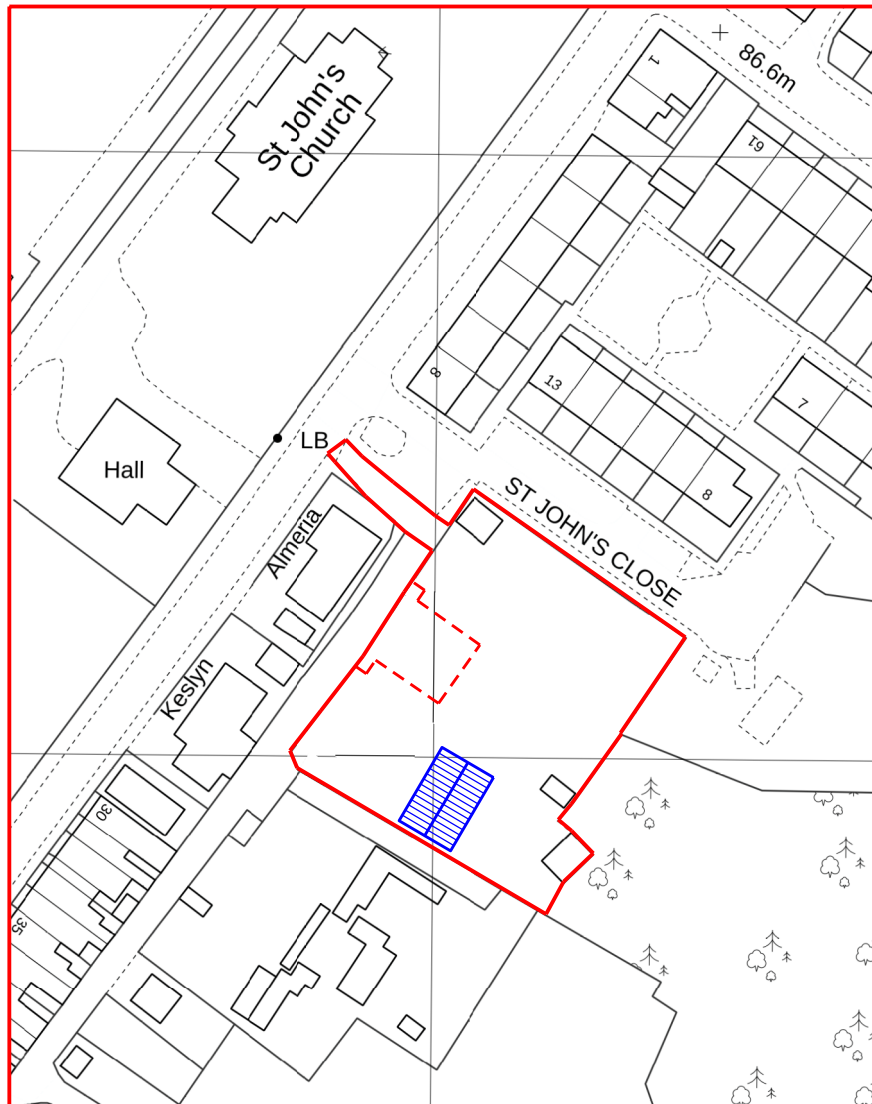 St John's
Church
1
86.6m
61
8
13
7
8
LB
Hall
ST JOHN'S CLOSE
Almeria
Keslyn
30
35